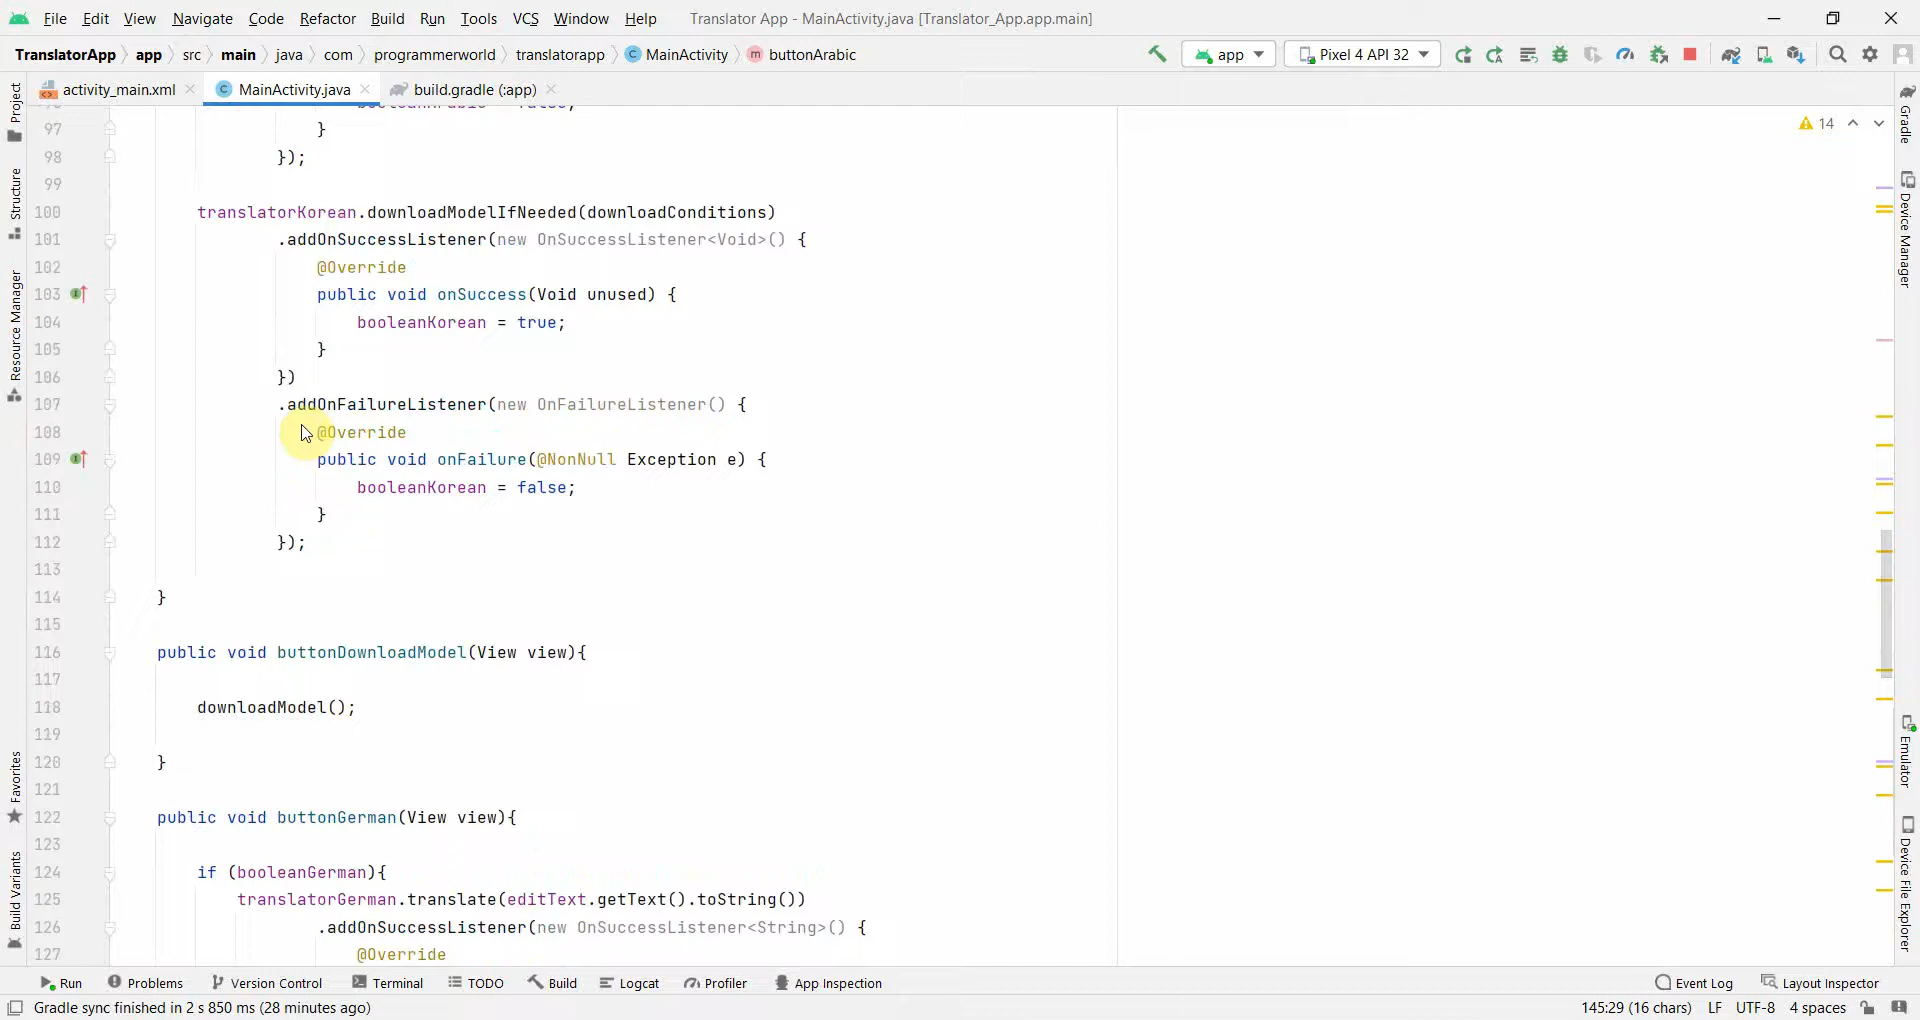 File Edit View Navigate Code Refactor Build Run Tools VCS Window Help Translator App - MainActivity.java [Translator_App.app.main]
TranslatorApp app src main java com programmerworld translatorapp MainActivity buttonArabic app Pixel 4 API 32
activity_main.xml MainActivity.java build.gradle (:app)
14
97 }
98 });
99
100 translatorKorean.downloadModelIfNeeded(downloadConditions)
101 .addOnSuccessListener(new OnSuccessListener<Void>() {
102 @Override
103 public void onSuccess(Void unused) {
104 booleanKorean = true;
105 }
106 })
107 .addOnFailureListener(new OnFailureListener() {
108 @Override
109 public void onFailure(@NonNull Exception e) {
110 booleanKorean = false;
111 }
112 });
113
114 }
115
116 public void buttonDownloadModel(View view){
117
118 downloadModel();
119
120 }
121
122 public void buttonGerman(View view){
123
124 if (booleanGerman){
125 translatorGerman.translate(editText.getText().toString())
126 .addOnSuccessListener(new OnSuccessListener<String>() {
127 @Override
Project
Structure
Resource Manager
Favorites
Build Variants
Gradle
Device Manager
Emulator
Device File Explorer
Run Problems Version Control Terminal TODO Build Logcat Profiler App Inspection Event Log Layout Inspector
Gradle sync finished in 2 s 850 ms (28 minutes ago) 145:29 (16 chars) LF UTF-8 4 spaces